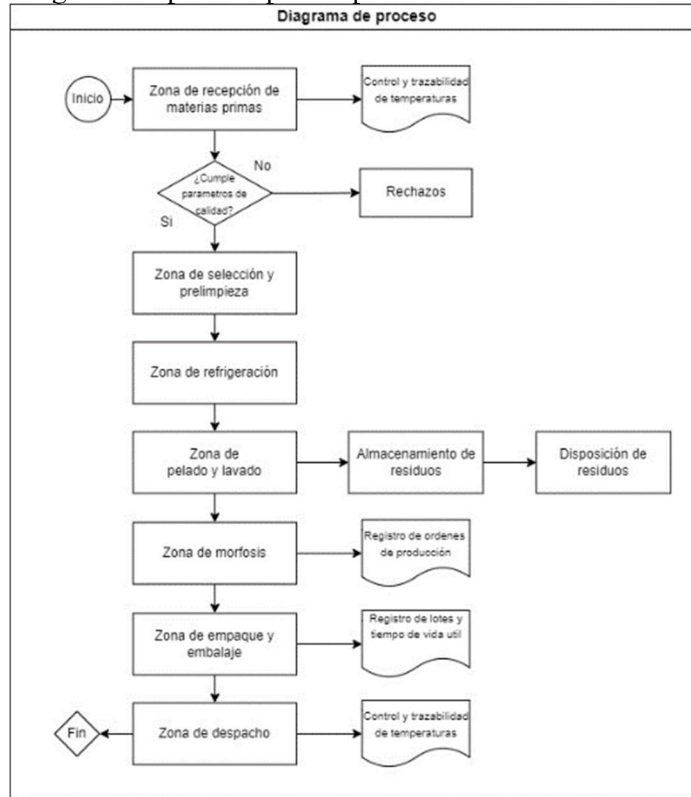 Diagrama de proceso
Inicio
Zona de recepción de
materias primas
Control y trazabilidad
de temperaturas
¿Cumple
parametros de
calidad?
No
Si
Rechazos
Zona de selección y
prelimpieza
Zona de refrigeración
Zona de
pelado y lavado
Almacenamiento de
residuos
Disposición de
residuos
Zona de morfosis
Registro de ordenes
de producción
Zona de empaque y
embalaje
Registro de lotes y
tiempo de vida util
Zona de despacho
Fin
Control y trazabilidad
de temperaturas